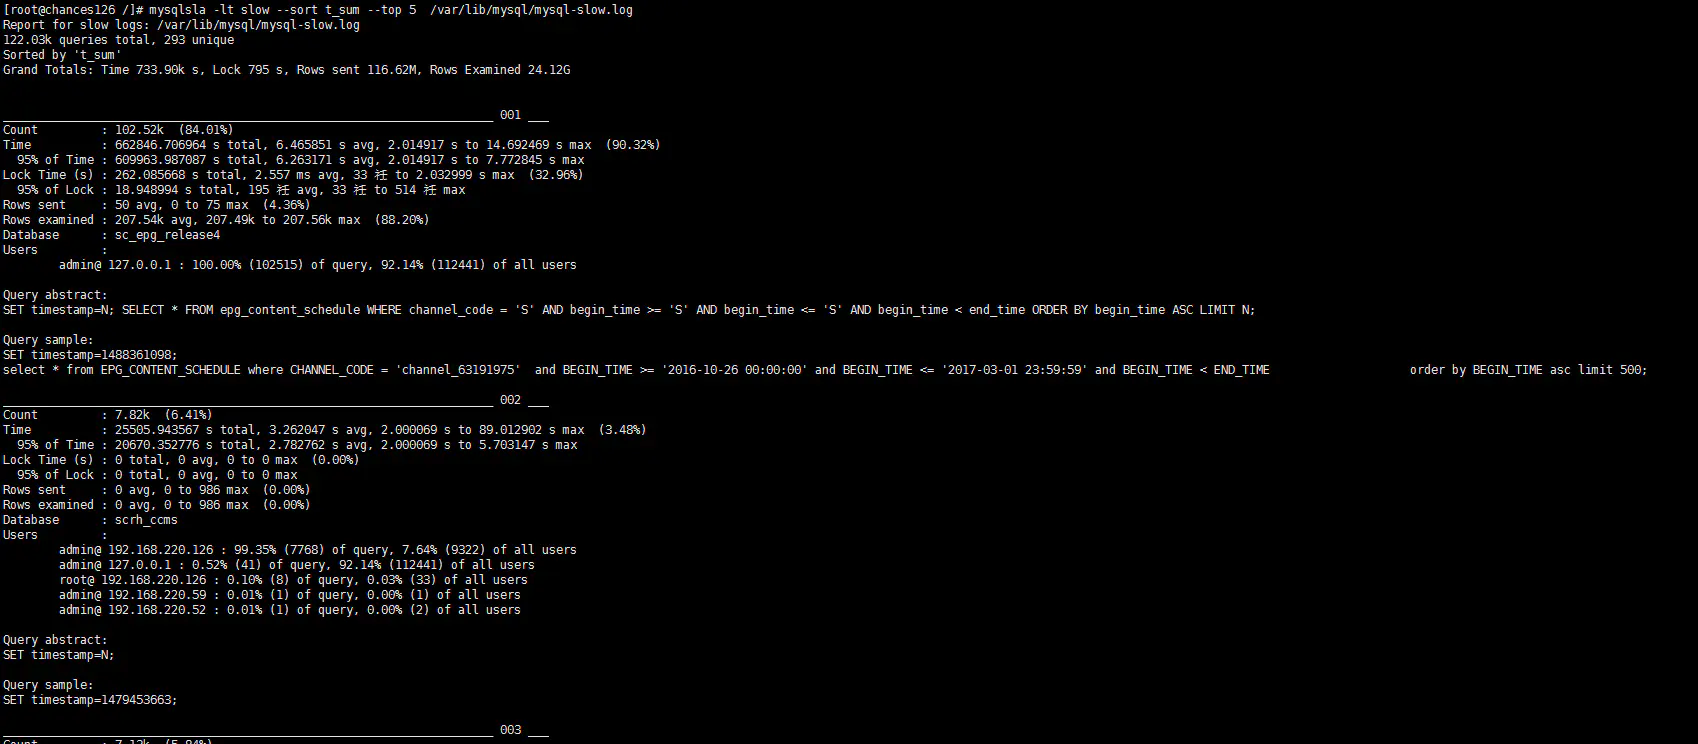 [root@chances126 /]# mysqlsla -lt slow --sort t_sum --top 5  /var/lib/mysql/mysql-slow.log
Report for slow logs: /var/lib/mysql/mysql-slow.log
122.03k queries total, 293 unique
Sorted by 't_sum'
Grand Totals: Time 733.90k s, Lock 795 s, Rows sent 116.62M, Rows Examined 24.12G
______________________________________________________________________ 001 ___
Count         : 102.52k  (84.01%)
Time          : 662846.706964 s total, 6.465851 s avg, 2.014917 s to 14.692469 s max  (90.32%)
  95% of Time : 609963.987087 s total, 6.263171 s avg, 2.014917 s to 7.772845 s max
Lock Time (s) : 262.085668 s total, 2.557 ms avg, 33 祍 to 2.032999 s max  (32.96%)
  95% of Lock : 18.948994 s total, 195 祍 avg, 33 祍 to 514 祍 max
Rows sent     : 50 avg, 0 to 75 max  (4.36%)
Rows examined : 207.54k avg, 207.49k to 207.56k max  (88.20%)
Database      : sc_epg_release4
Users         :
        admin@ 127.0.0.1 : 100.00% (102515) of query, 92.14% (112441) of all users
Query abstract:
SET timestamp=N; SELECT * FROM epg_content_schedule WHERE channel_code = 'S' AND begin_time >= 'S' AND begin_time <= 'S' AND begin_time < end_time ORDER BY begin_time ASC LIMIT N;
Query sample:
SET timestamp=1488361098;
select * from EPG_CONTENT_SCHEDULE where CHANNEL_CODE = 'channel_63191975'  and BEGIN_TIME >= '2016-10-26 00:00:00' and BEGIN_TIME <= '2017-03-01 23:59:59' and BEGIN_TIME < END_TIME                    order by BEGIN_TIME asc limit 500;
______________________________________________________________________ 002 ___
Count         : 7.82k  (6.41%)
Time          : 25505.943567 s total, 3.262047 s avg, 2.000069 s to 89.012902 s max  (3.48%)
  95% of Time : 20670.352776 s total, 2.782762 s avg, 2.000069 s to 5.703147 s max
Lock Time (s) : 0 total, 0 avg, 0 to 0 max  (0.00%)
  95% of Lock : 0 total, 0 avg, 0 to 0 max
Rows sent     : 0 avg, 0 to 986 max  (0.00%)
Rows examined : 0 avg, 0 to 986 max  (0.00%)
Database      : scrh_ccms
Users         :
        admin@ 192.168.220.126 : 99.35% (7768) of query, 7.64% (9322) of all users
        admin@ 127.0.0.1 : 0.52% (41) of query, 92.14% (112441) of all users
        root@ 192.168.220.126 : 0.10% (8) of query, 0.03% (33) of all users
        admin@ 192.168.220.59 : 0.01% (1) of query, 0.00% (1) of all users
        admin@ 192.168.220.52 : 0.01% (1) of query, 0.00% (2) of all users
Query abstract:
SET timestamp=N;
Query sample:
SET timestamp=1479453663;
______________________________________________________________________ 003 ___
Count         : 7.12k  (5.84%)